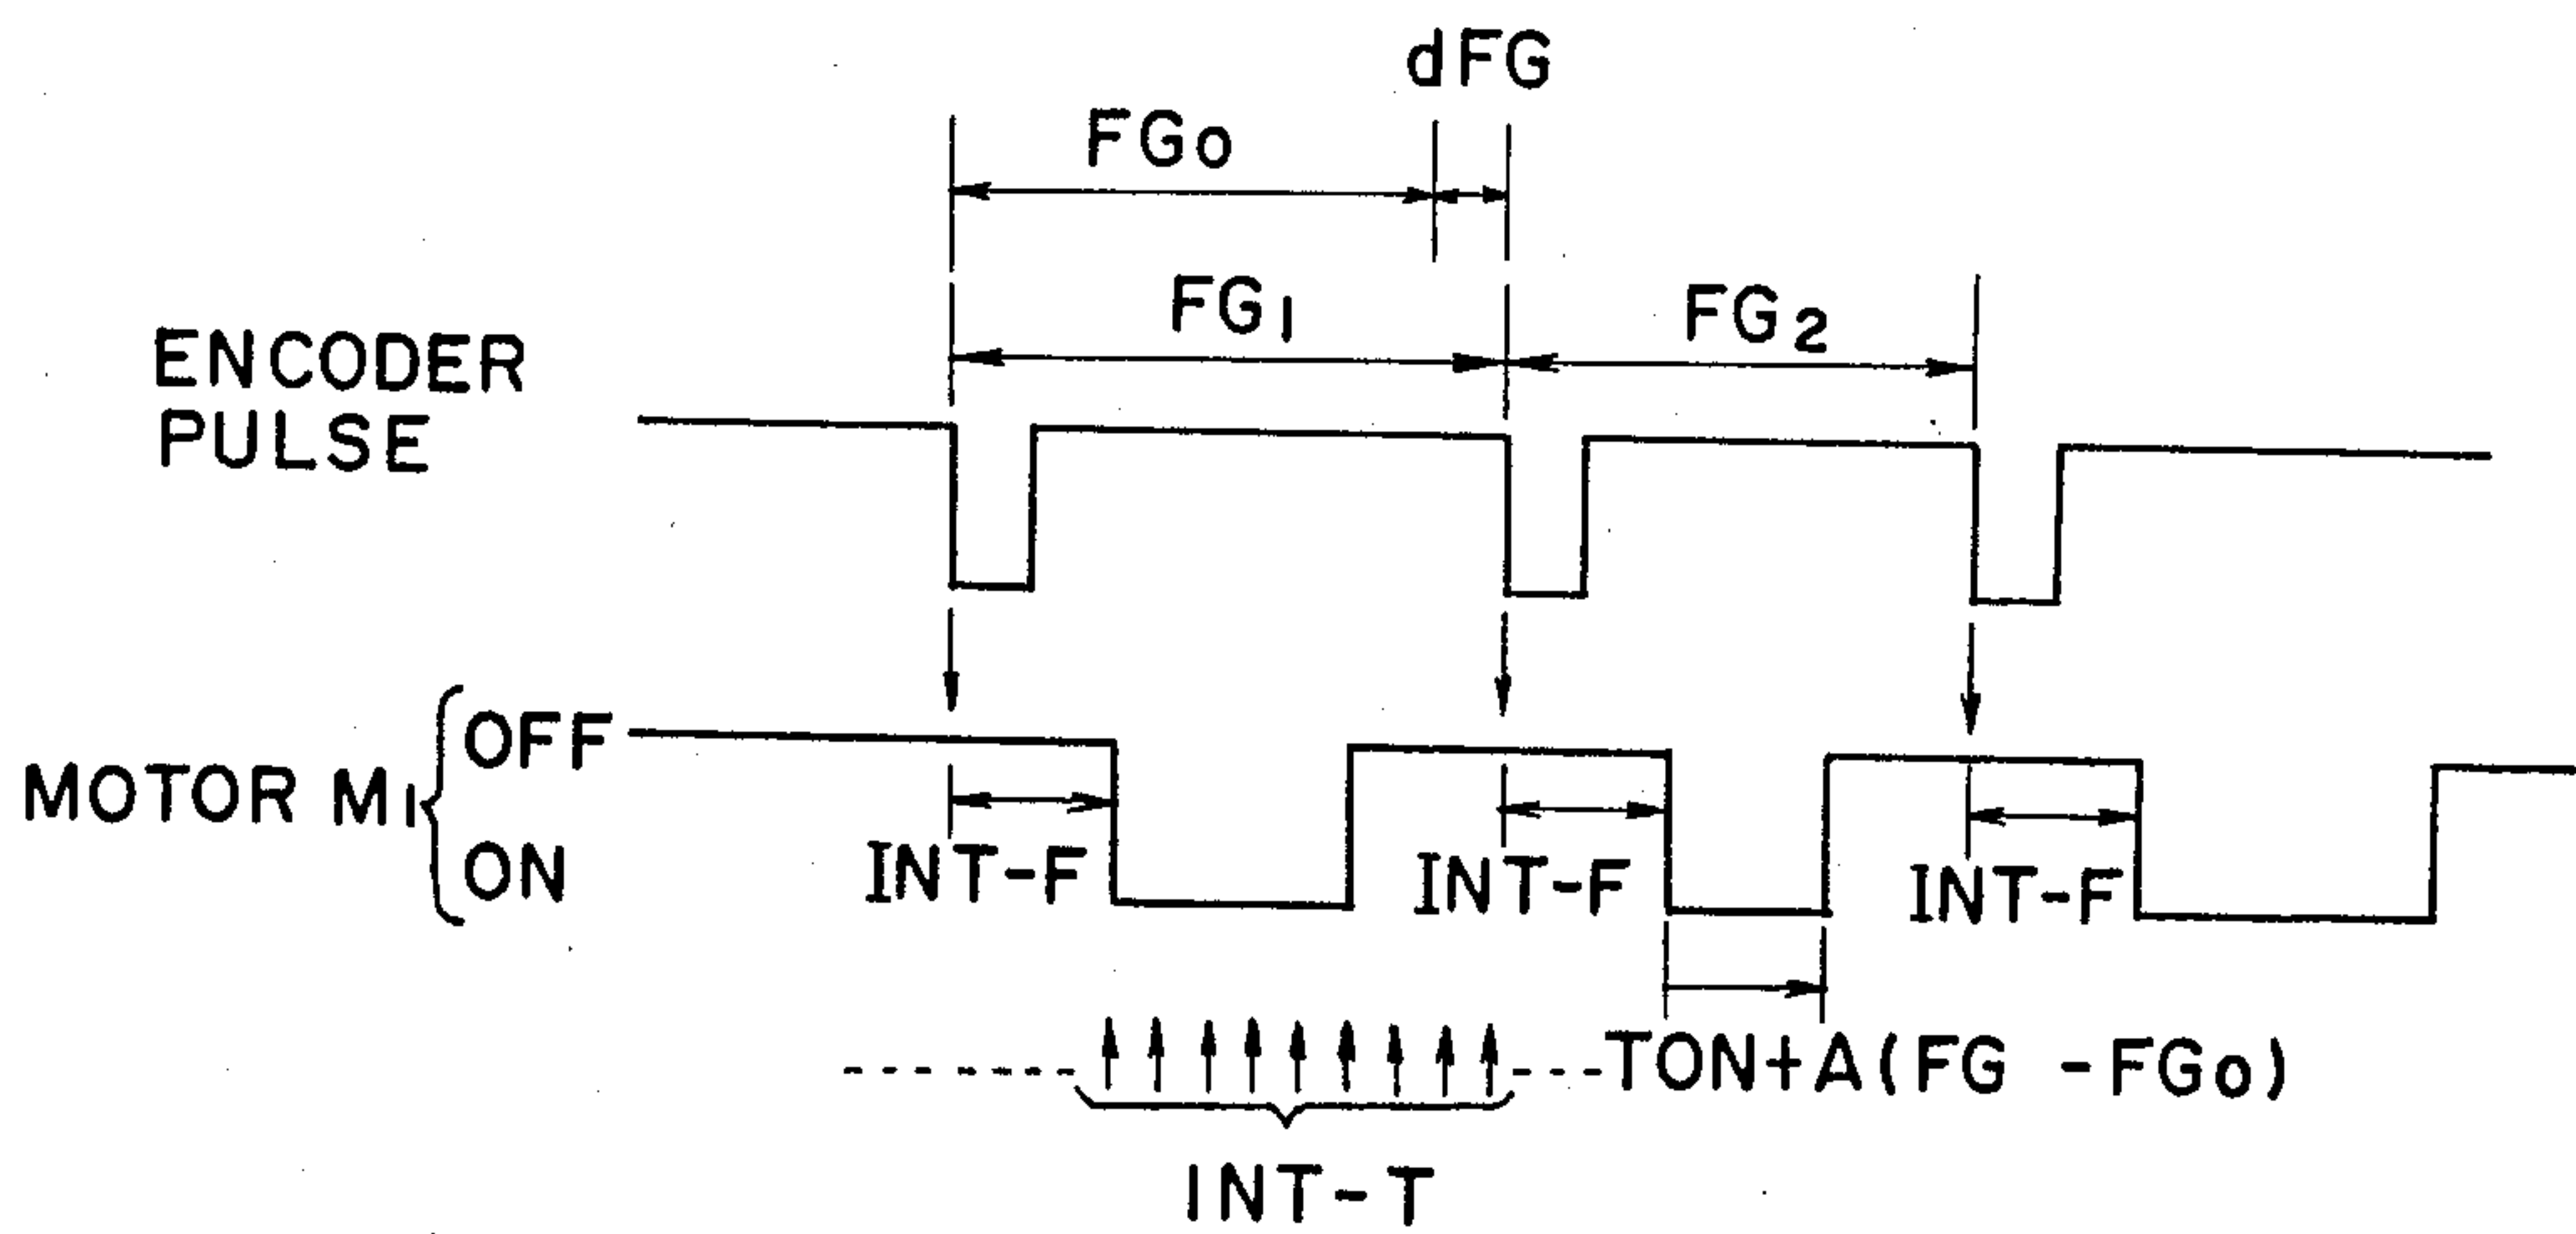 dFG
FGo
FG1
FG2
ENCODER
PULSE
MOTOR M1
OFF
ON
INT-F
INT-F
INT-F
TON+A(FG -FGo)
INT-T